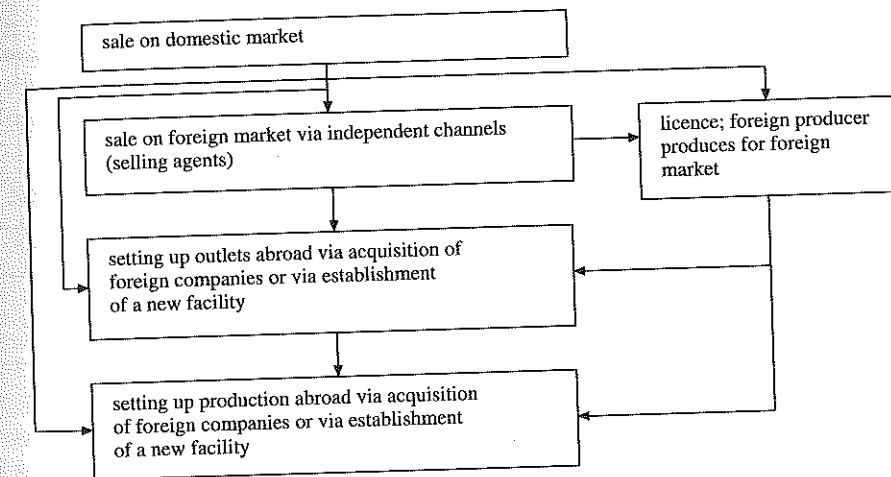 sale on domestic market
sale on foreign market via independent channels
(selling agents)
licence; foreign producer
produces for foreign
market
setting up outlets abroad via acquisition of
foreign companies or via establishment
of a new facility
setting up production abroad via acquisition
of foreign companies or via establishment
of a new facility